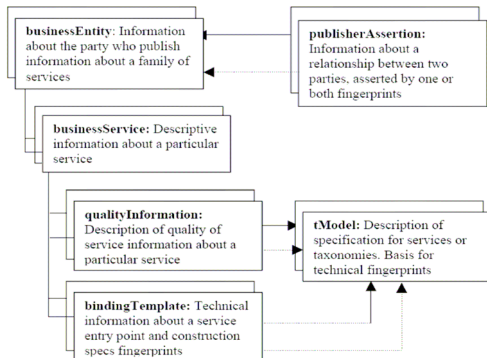 businessEntity: Information
about the party who publish
information about a family of
services
publisherAssertion:
Information about a
relationship between two
parties, asserted by one or
both fingerprints
businessService: Descriptive
information about a particular
service
qualityInformation:
Description of quality of
service information about a
particular service
tModel: Description of
specification for services or
taxonomies. Basis for
technical fingerprints
bindingTemplate: Technical
information about a service
entry point and construction
specs fingerprints